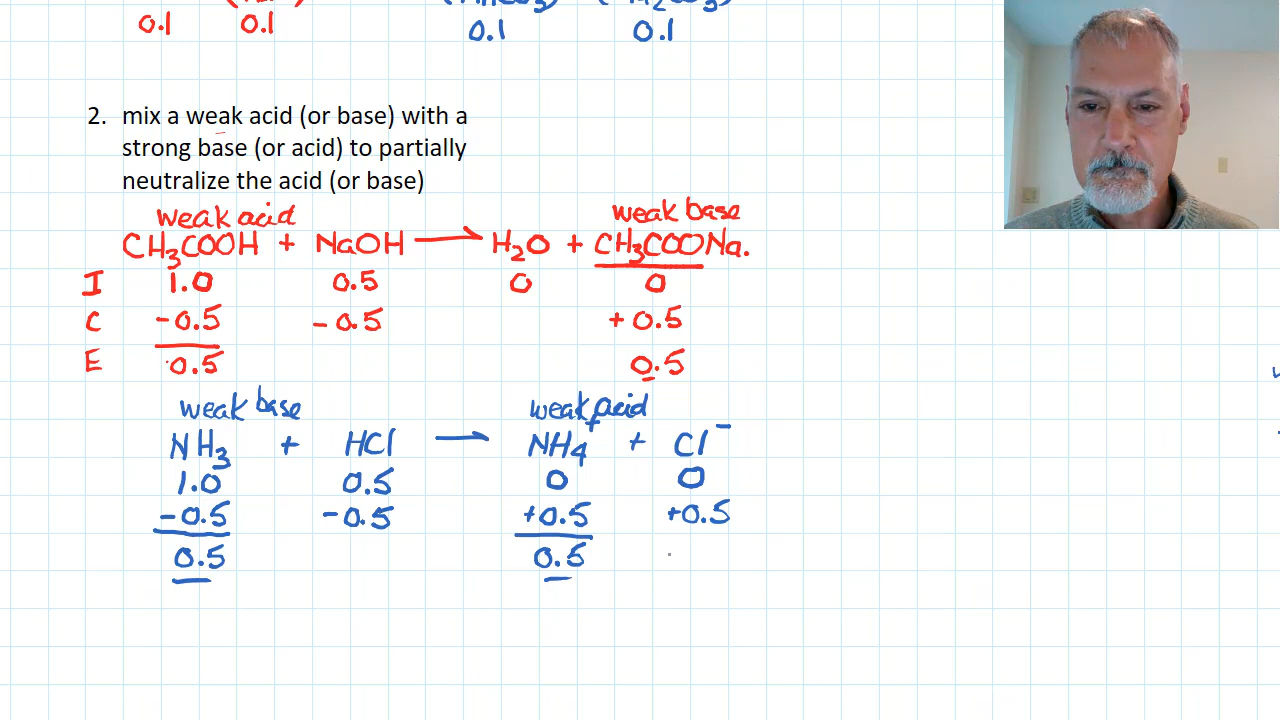 0.1 0.1 0.1 0.1
2. mix a weak acid (or base) with a
strong base (or acid) to partially
neutralize the acid (or base)
weak acid weak base
CH₃COOH + NaOH → H₂O + CH₃COONa.
I 1.0 0.5 0 0
C -0.5 -0.5 +0.5
E 0.5 0.5
weak base weak acid
NH₃ + HCl → NH₄⁺ + Cl⁻
1.0 0.5 0 0
-0.5 -0.5 +0.5 +0.5
0.5 0.5